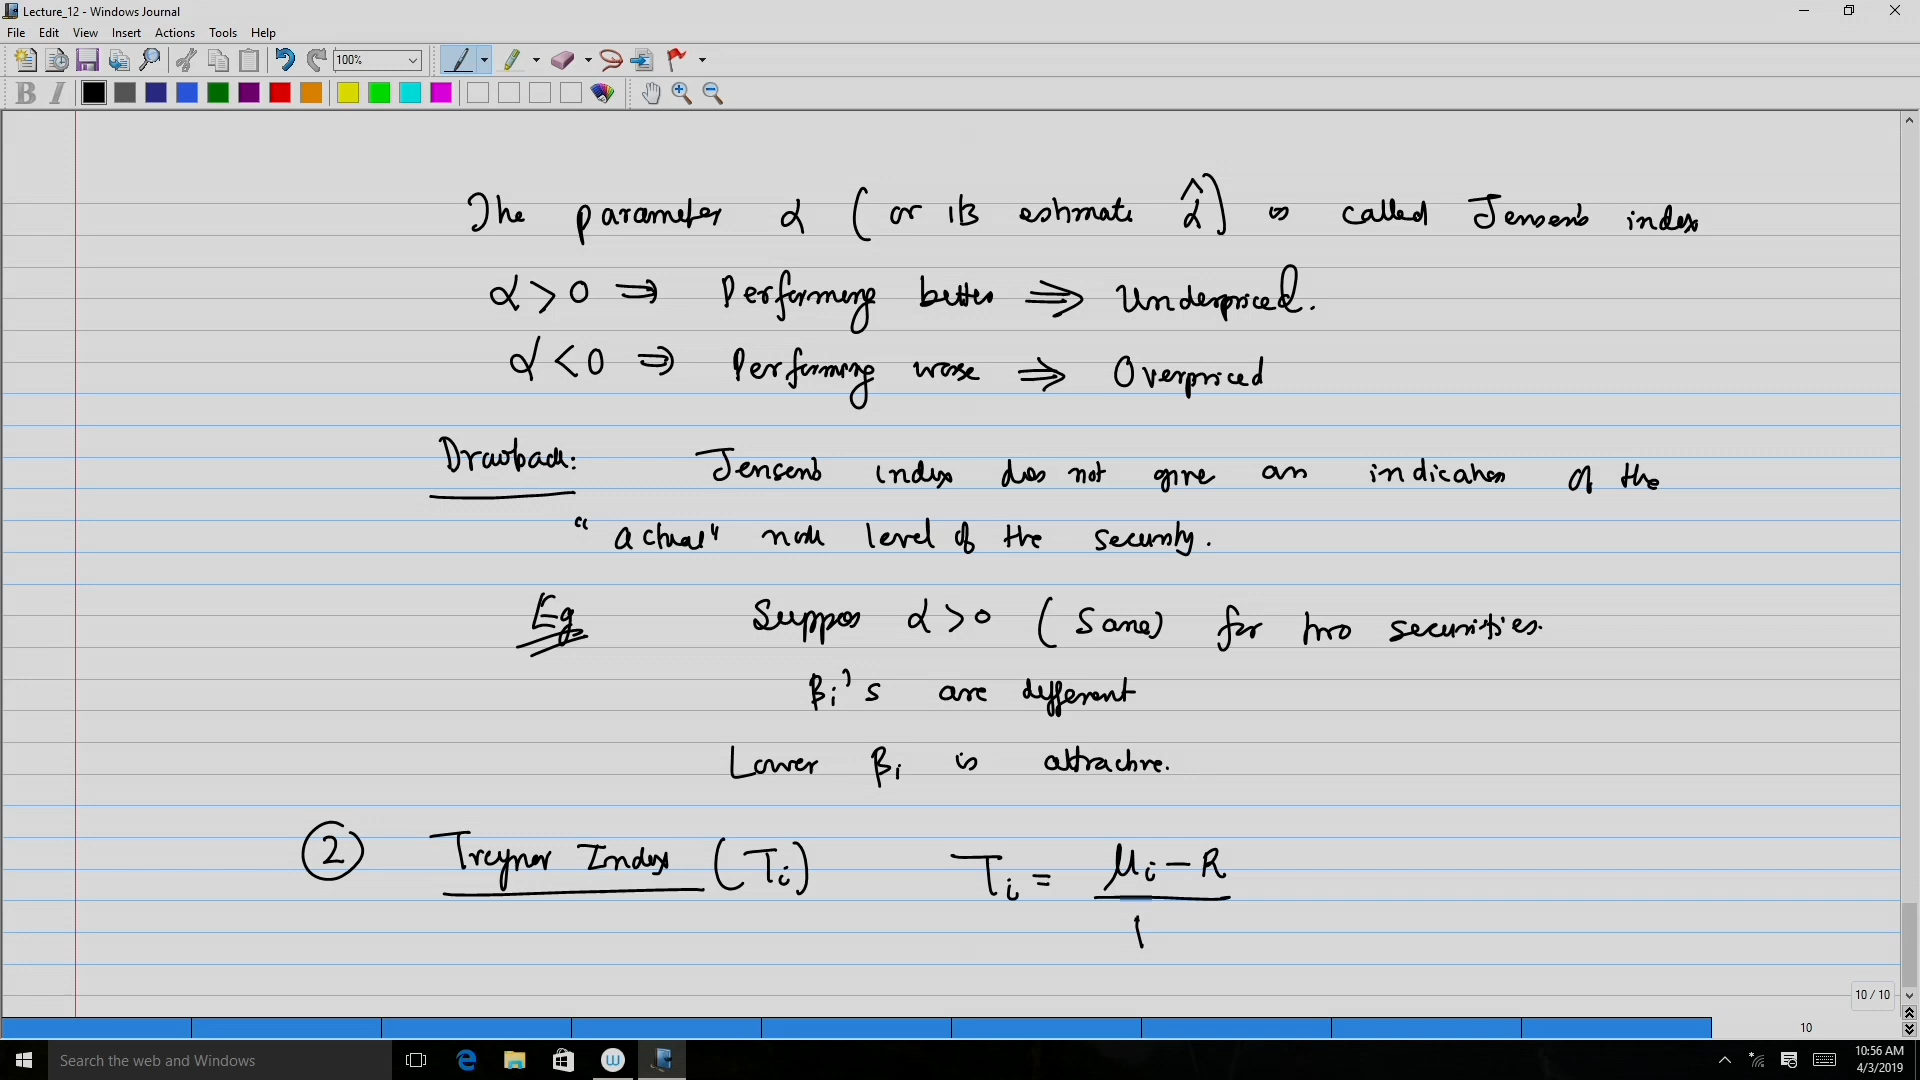 Lecture_12 - Windows Journal
File Edit View Insert Actions Tools Help
100%
B I
The parameter α (or its estimate α̂) is called Jensen's index
α > 0 ⇒ Performing better ⇒ Underpriced.
α < 0 ⇒ Performing worse ⇒ Overpriced
Drawback: Jensen's index does not give an indication of the
"actual" risk level of the security.
Eg Suppose α > 0 (Same) for two securities.
βi's are different
Lower βi is attractive.
② Treynor Index (Ti) Ti = μi - R
10 / 10
10
Search the web and Windows
10:56 AM
4/3/2019